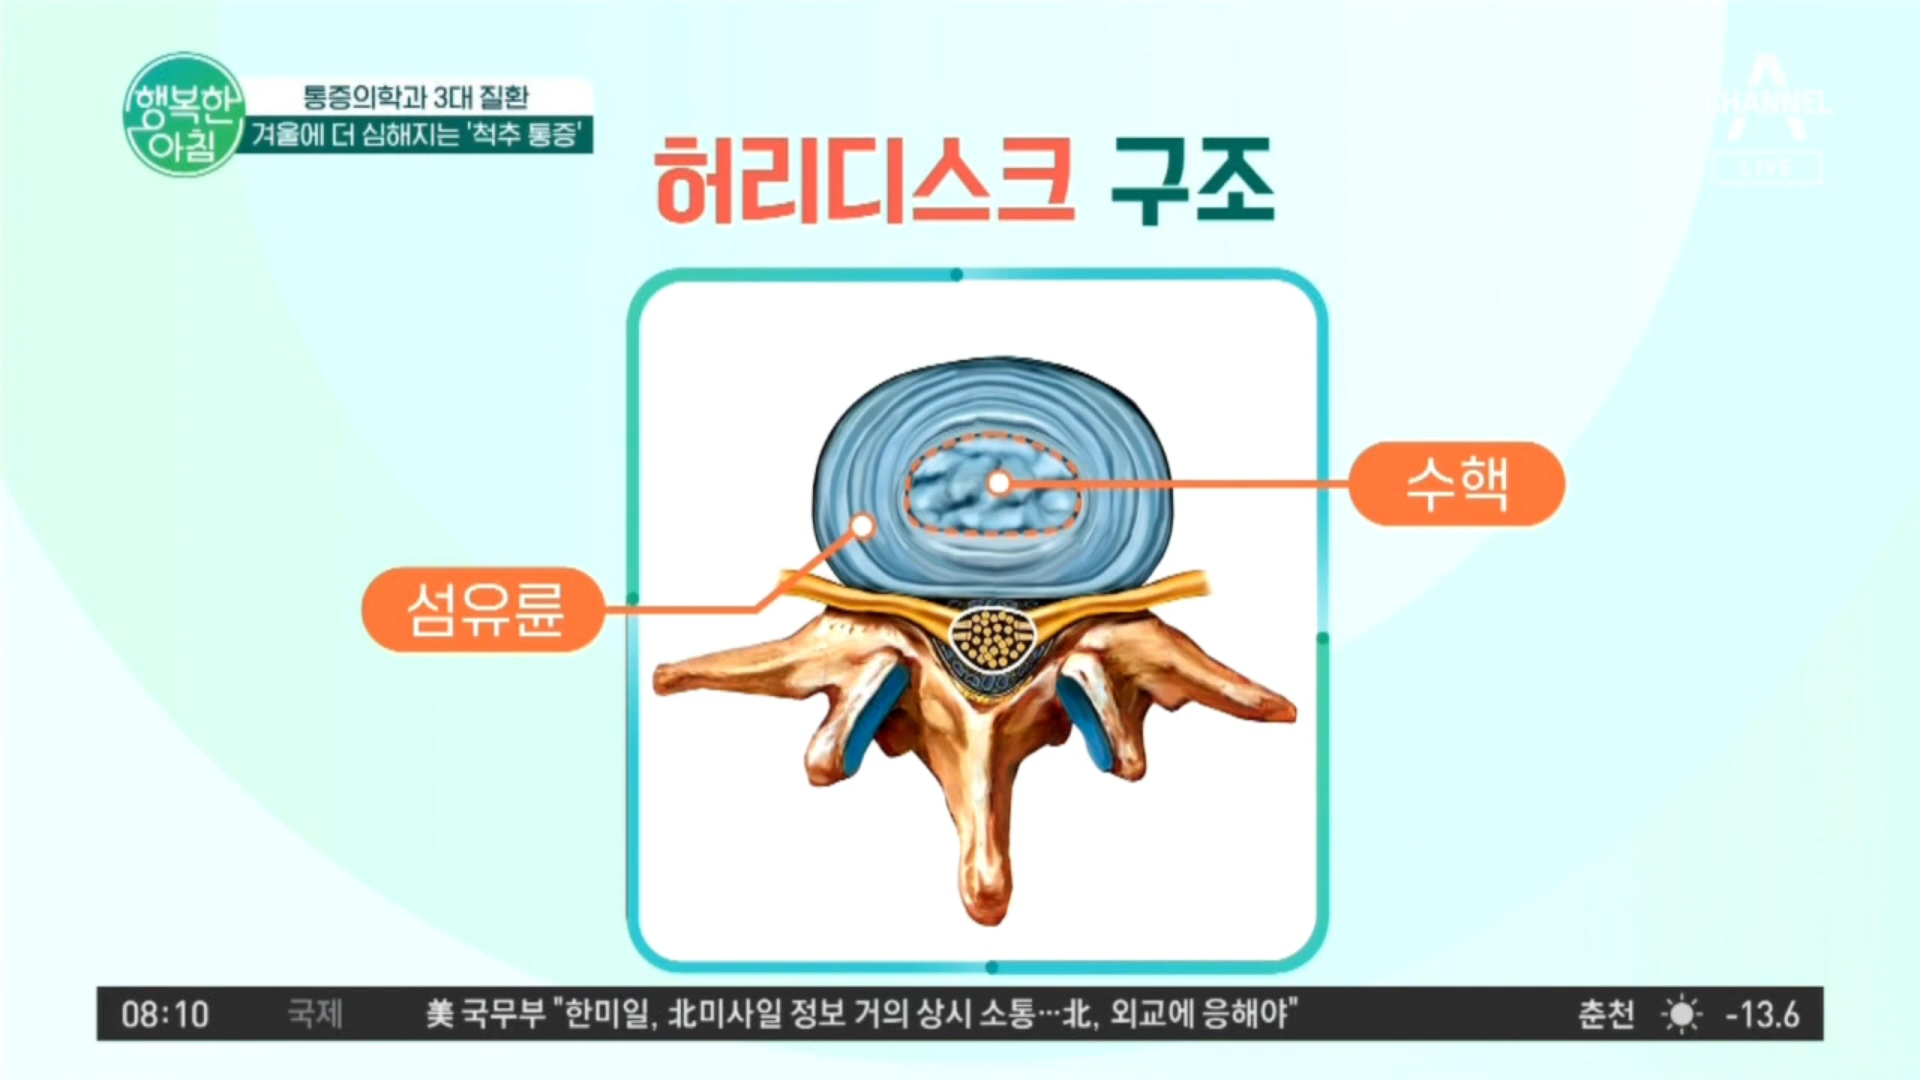 행복한
아침
통증의학과 3대 질환
겨울에 더 심해지는 '척추 통증'
CHANNEL
LIVE
허리디스크 구조
수핵
섬유륜
08:10 국제 美 국무부 "한미일, 北미사일 정보 거의 상시 소통…北, 외교에 응해야" 춘천 -13.6